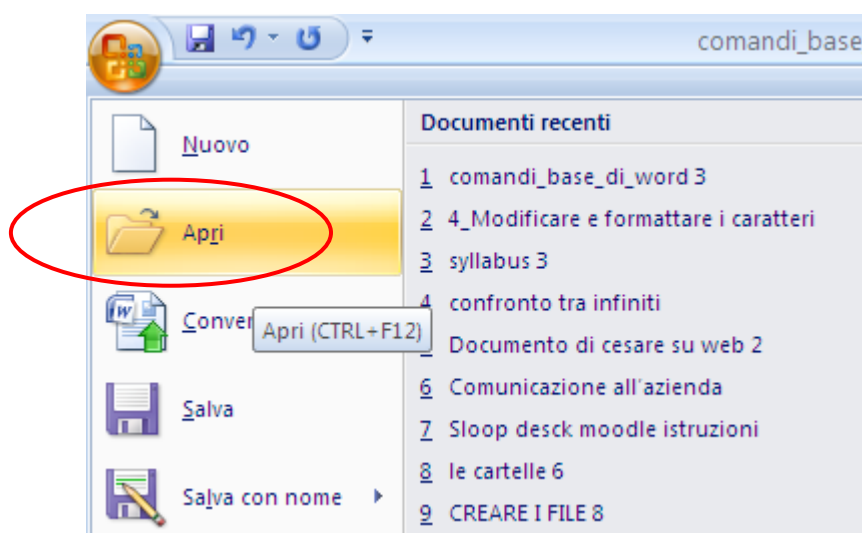 comandi_base
Nuovo
Apri
Conver
Apri (CTRL+F12)
Salva
Salva con nome
Documenti recenti
1 comandi_base_di_word 3
2 4_Modificare e formattare i caratteri
3 syllabus 3
4 confronto tra infiniti
Documento di cesare su web 2
6 Comunicazione all'azienda
7 Sloop desck moodle istruzioni
8 le cartelle 6
9 CREARE I FILE 8